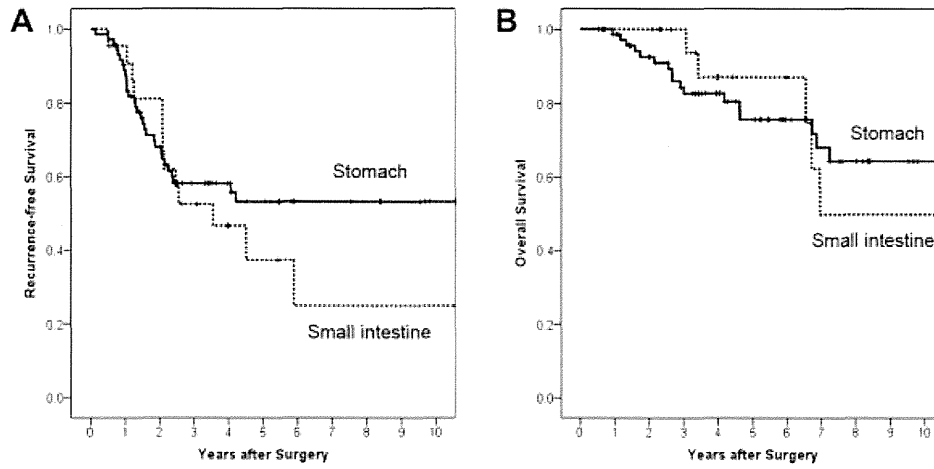 A
Recurrence-free Survival
1.0
0.8
0.6
0.4
0.2
0.0
Stomach
Small intestine
0 1 2 3 4 5 6 7 8 9 10
Years after Surgery
B
Overall Survival
1.0
0.8
0.6
0.4
0.2
0.0
Stomach
Small intestine
0 1 2 3 4 5 6 7 8 9 10
Years after Surgery